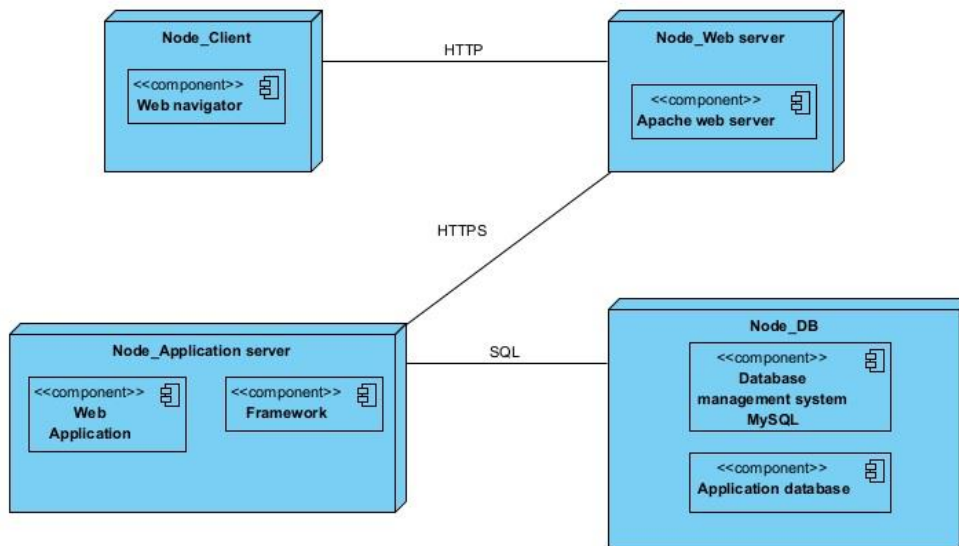 Node_Client
<<component>>
Web navigator
HTTP
Node_Web server
<<component>>
Apache web server
HTTPS
Node_Application server
<<component>>
Web
Application
<<component>>
Framework
SQL
Node_DB
<<component>>
Database
management system
MySQL
<<component>>
Application database